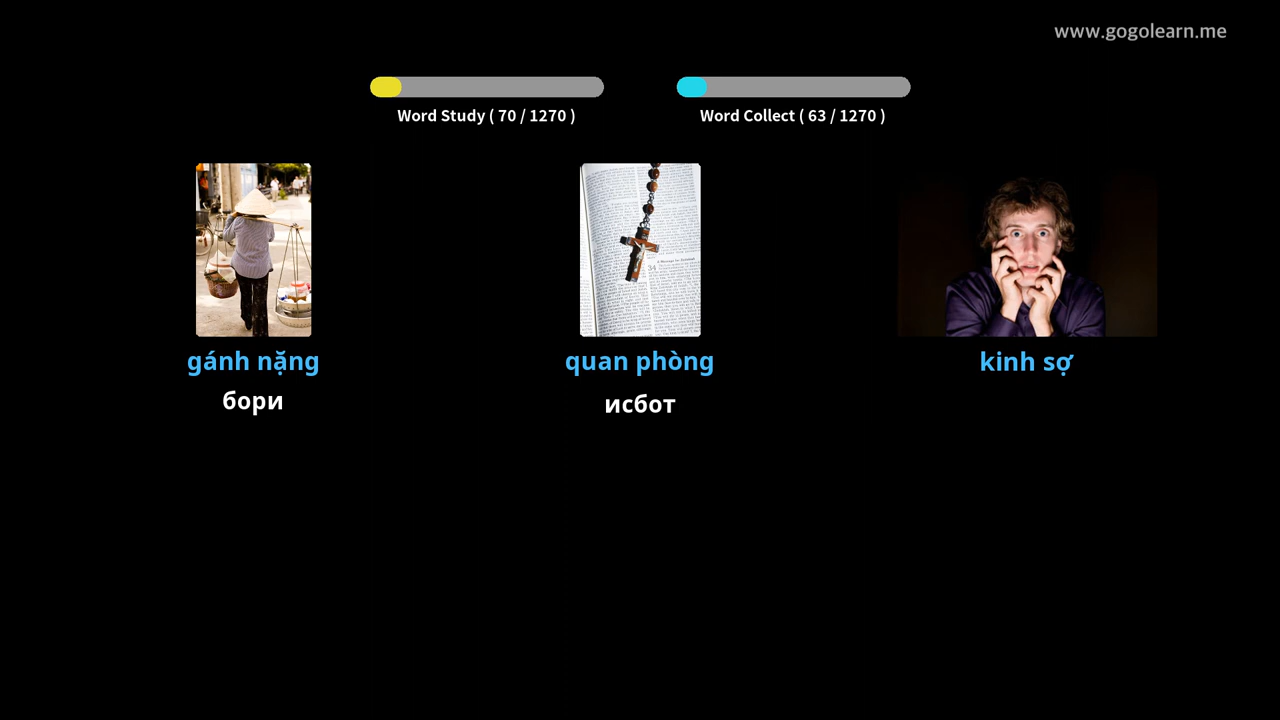 www.gogolearn.me
Word Study ( 70 / 1270 )
Word Collect ( 63 / 1270 )
gánh nặng
quan phòng
kinh sợ
бори
исбот